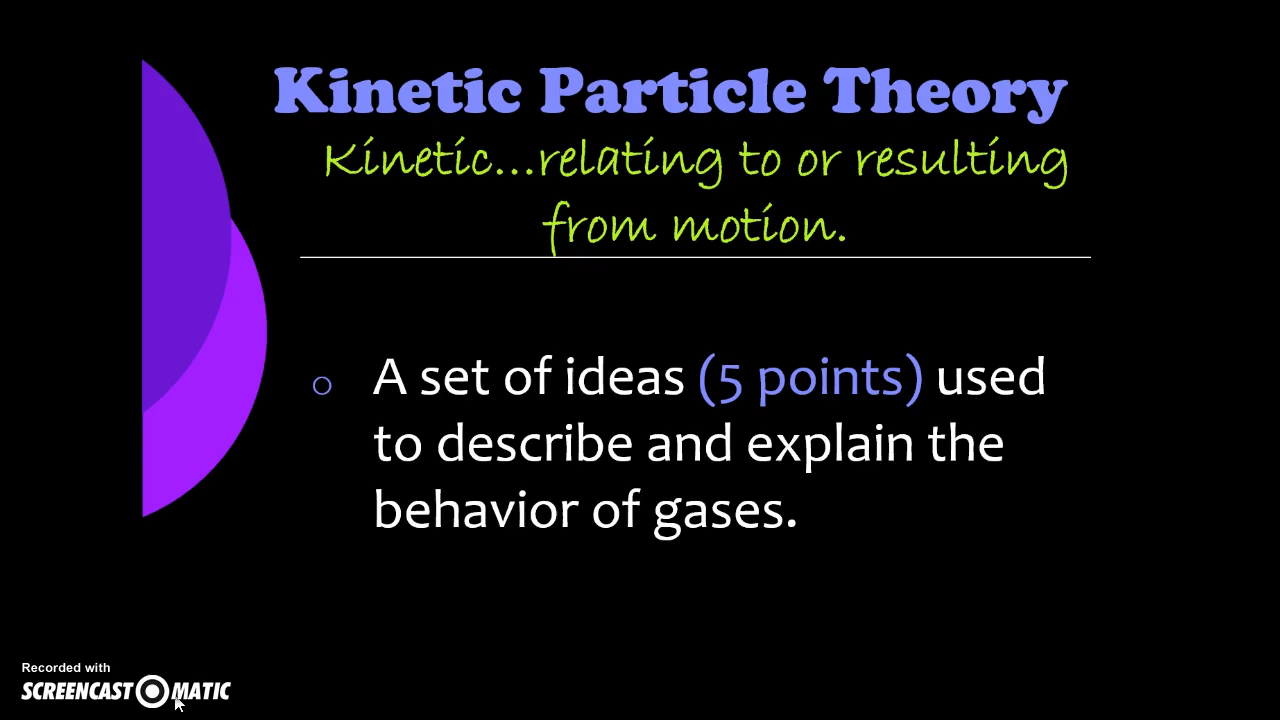 Kinetic Particle Theory
Kinetic...relating to or resulting
from motion.
o A set of ideas (5 points) used
to describe and explain the
behavior of gases.
Recorded with
SCREENCAST MATIC